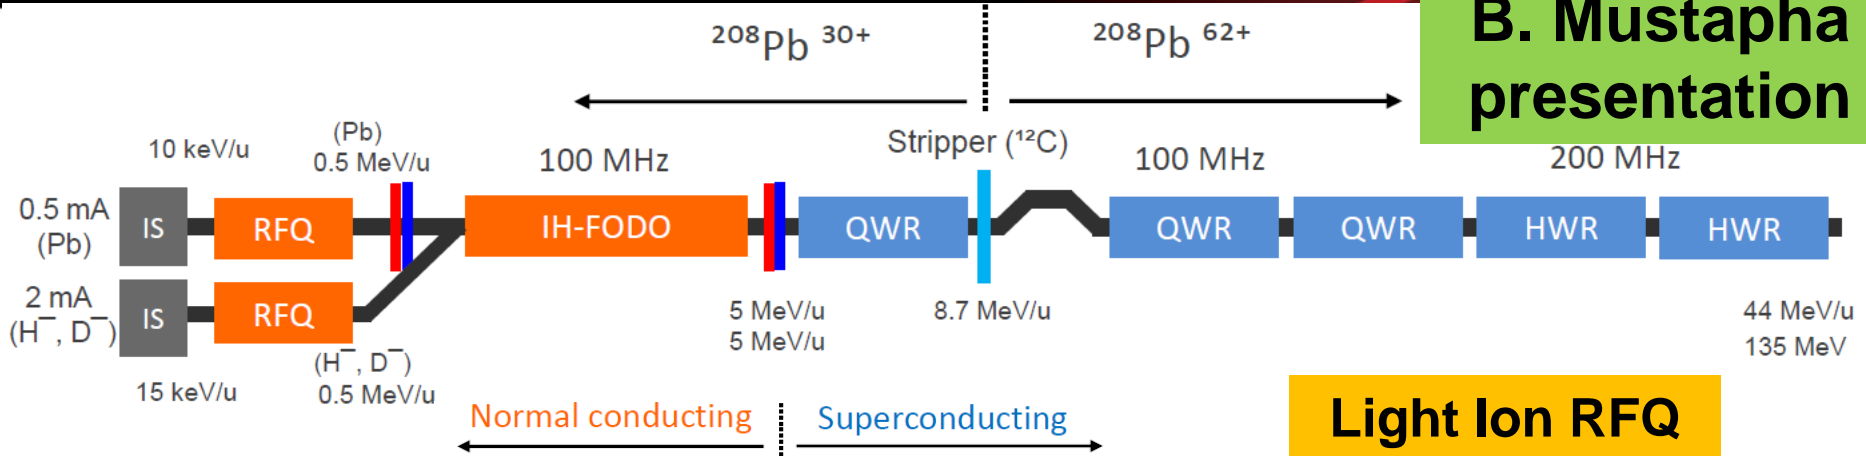 B. Mustapha
presentation
²⁰⁸Pb ³⁰⁺
²⁰⁸Pb ⁶²⁺
10 keV/u
(Pb)
0.5 MeV/u
100 MHz
Stripper (¹²C)
100 MHz
200 MHz
0.5 mA
(Pb)
IS
RFQ
IH-FODO
QWR
QWR
QWR
HWR
HWR
2 mA
(H⁻, D⁻)
IS
RFQ
15 keV/u
(H⁻, D⁻)
0.5 MeV/u
5 MeV/u
5 MeV/u
8.7 MeV/u
44 MeV/u
135 MeV
Normal conducting
Superconducting
Light Ion RFQ